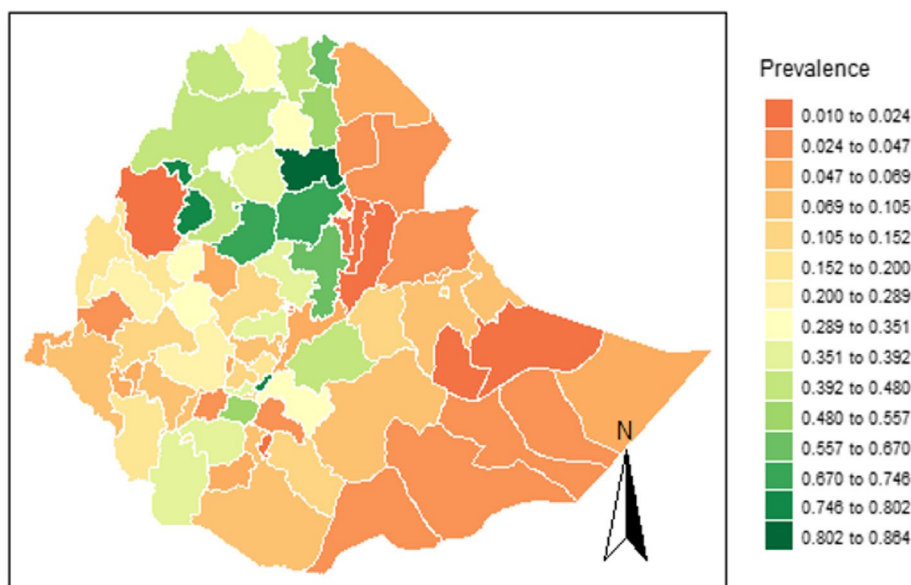 Prevalence
0.010 to 0.024
0.024 to 0.047
0.047 to 0.069
0.069 to 0.105
0.105 to 0.152
0.152 to 0.200
0.200 to 0.289
0.289 to 0.351
0.351 to 0.392
0.392 to 0.480
0.480 to 0.557
0.557 to 0.670
0.670 to 0.746
0.746 to 0.802
0.802 to 0.864
N